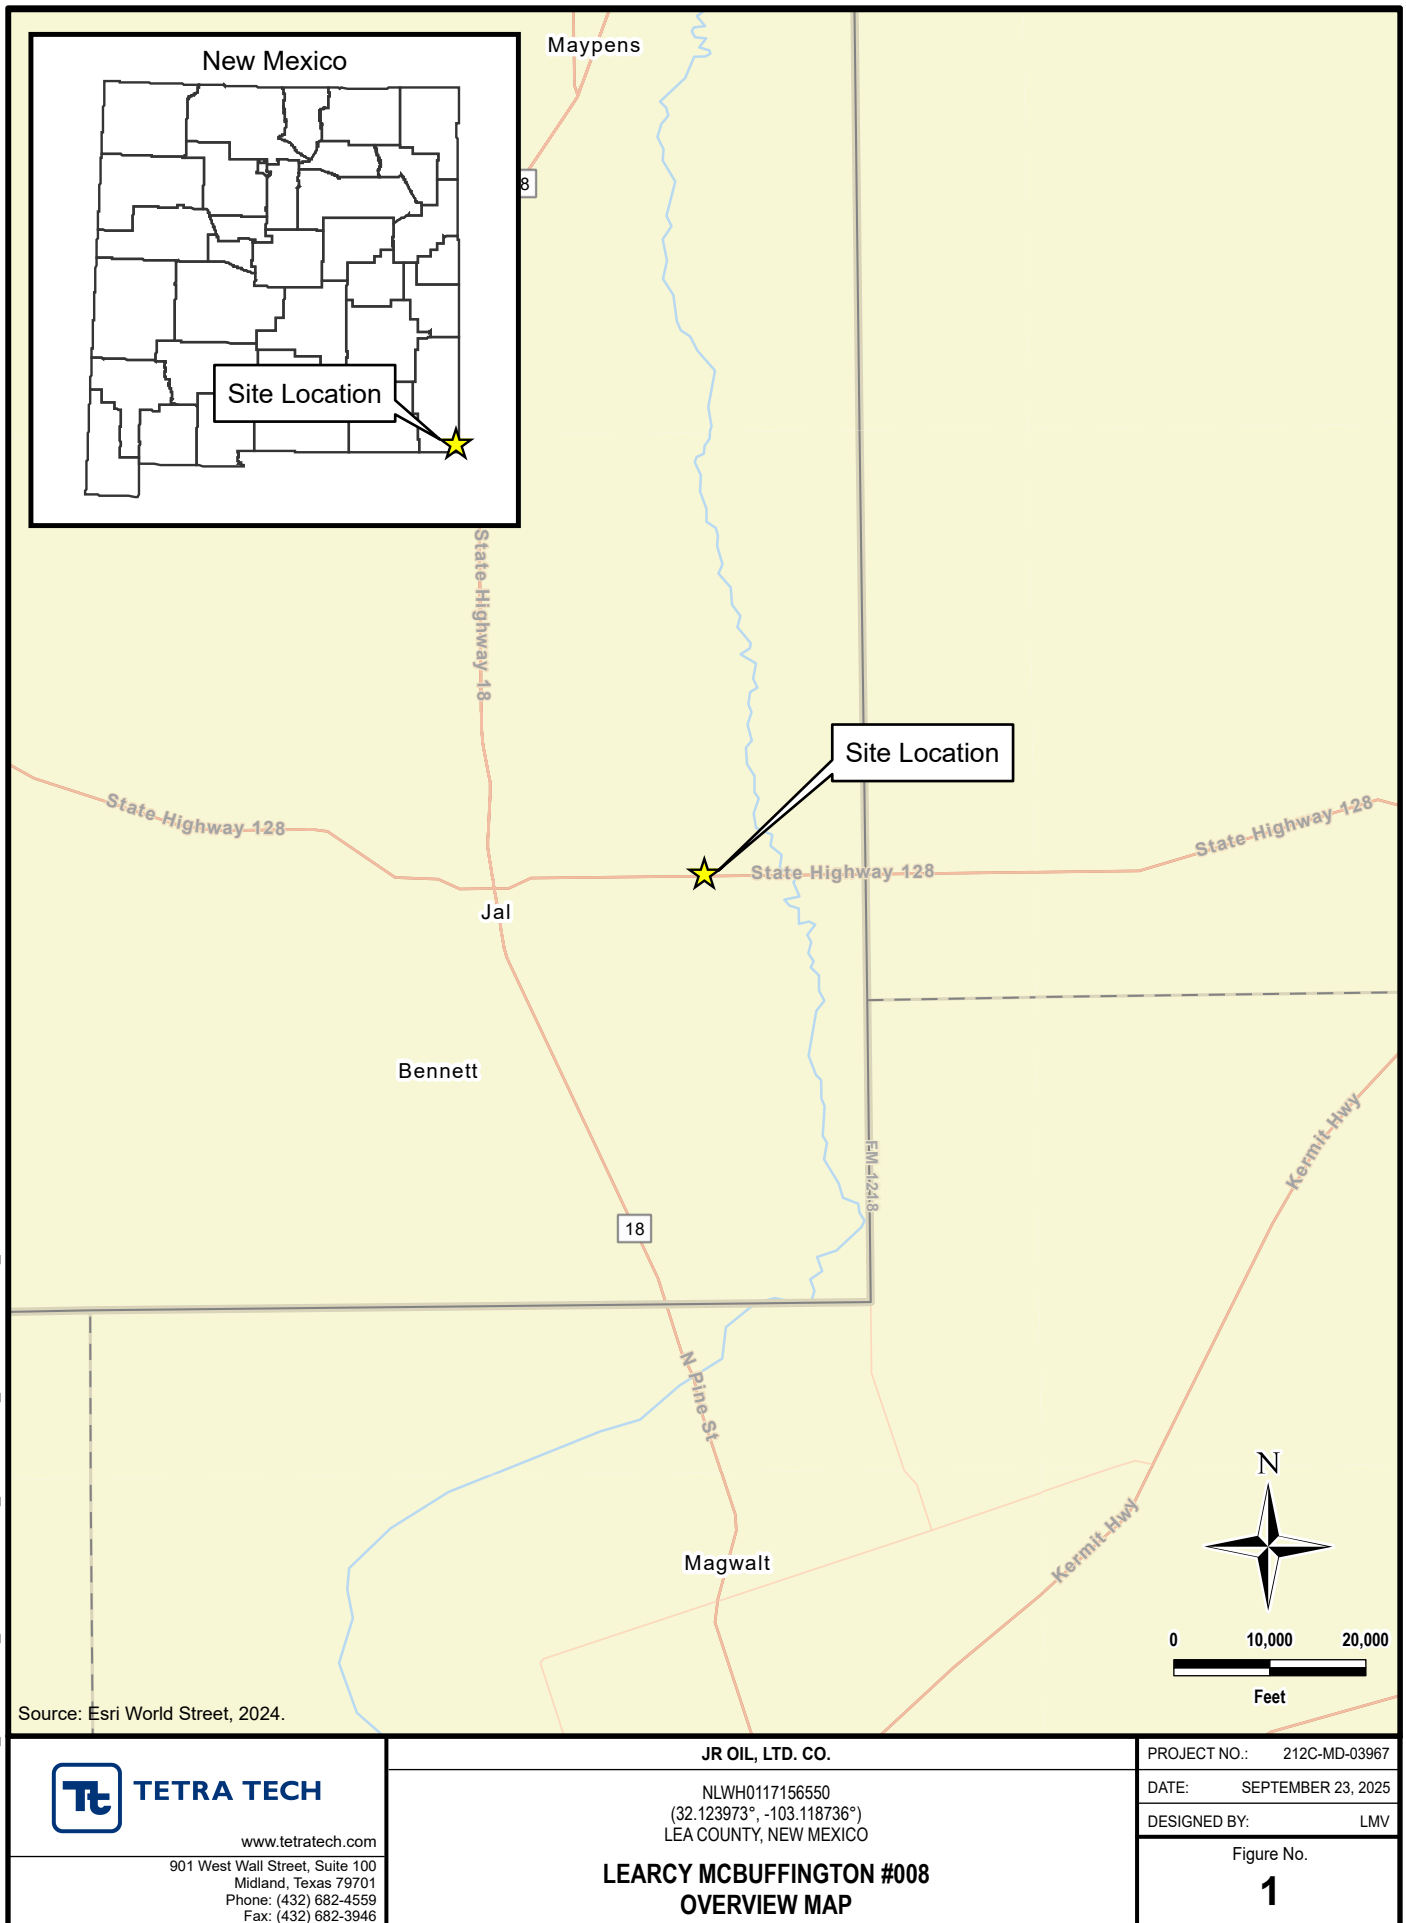 New Mexico
Site Location
Maypens
8
State Highway 18
Site Location
State Highway 128
State Highway 128
State Highway 128
Jal
Bennett
FM-1218
Kermit Hwy
18
N Pine St
Magwalt
Kermit Hwy
N
0 10,000 20,000
Feet
Source: Esri World Street, 2024.
Tt TETRA TECH
www.tetratech.com
901 West Wall Street, Suite 100
Midland, Texas 79701
Phone: (432) 682-4559
Fax: (432) 682-3946
JR OIL, LTD. CO.
NLWH0117156550
(32.123973°, -103.118736°)
LEA COUNTY, NEW MEXICO
LEARCY MCBUFFINGTON #008
OVERVIEW MAP
PROJECT NO.: 212C-MD-03967
DATE: SEPTEMBER 23, 2025
DESIGNED BY: LMV
Figure No.
1